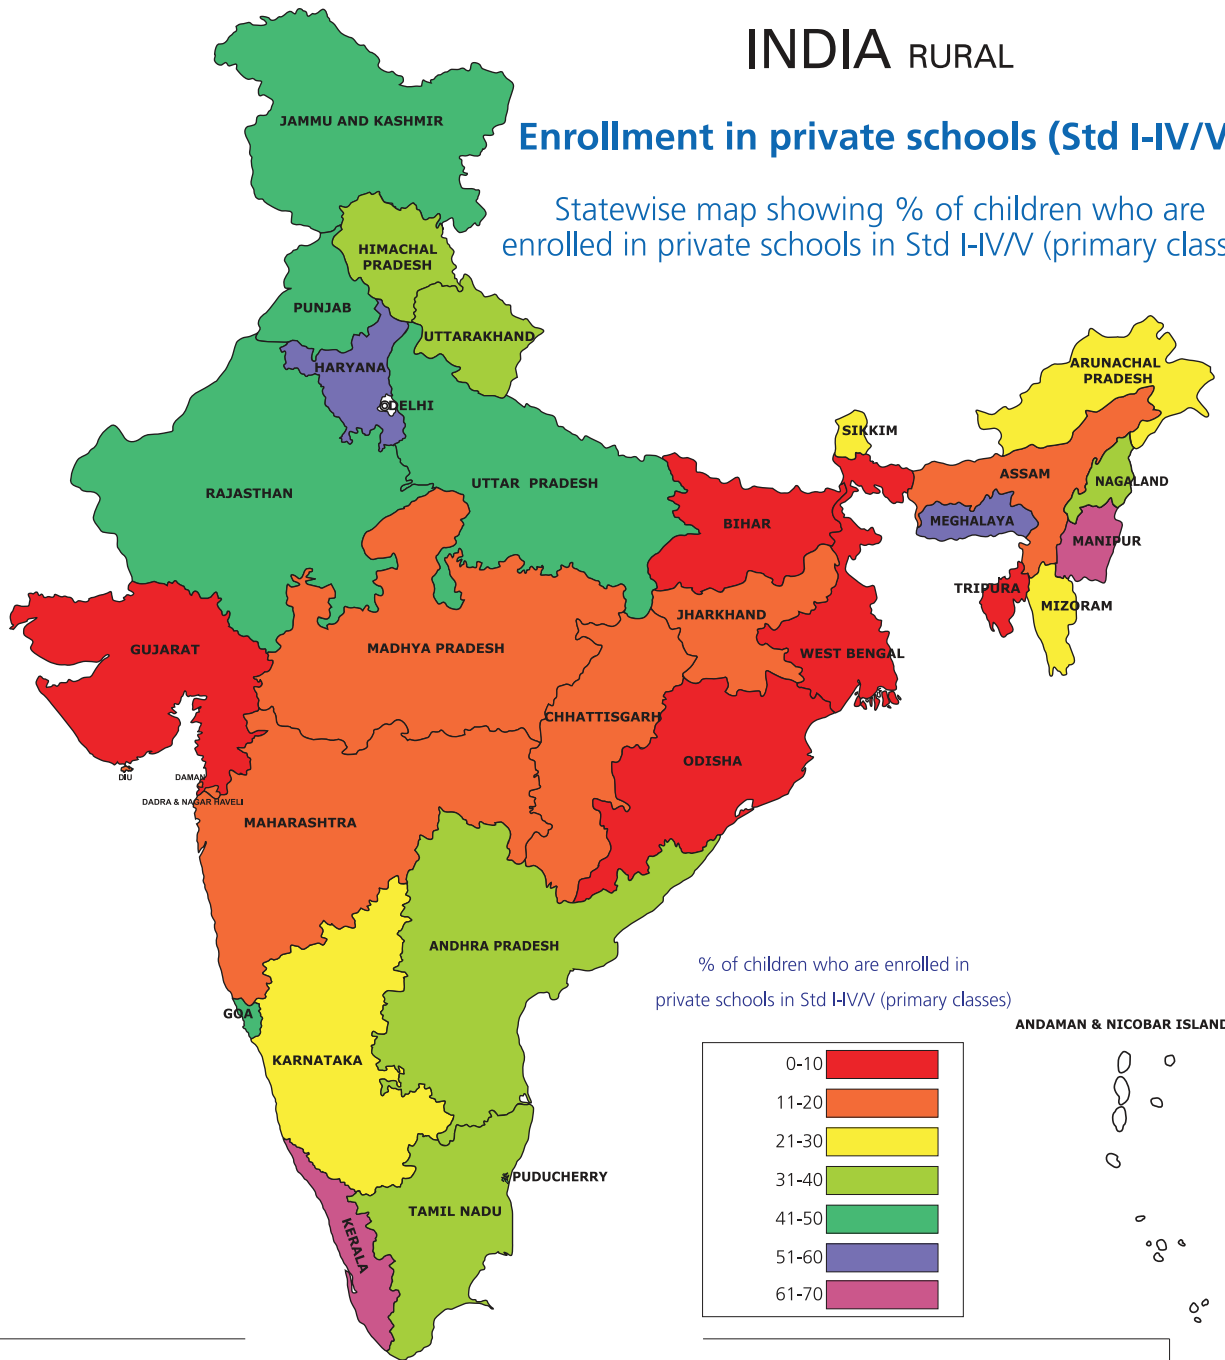 INDIA RURAL
Enrollment in private schools (Std I-IV/V
Statewise map showing % of children who are
enrolled in private schools in Std I-IV/V (primary class
JAMMU AND KASHMIR
HIMACHAL
PRADESH
PUNJAB
UTTARAKHAND
HARYANA
DELHI
ARUNACHAL
PRADESH
SIKKIM
RAJASTHAN
UTTAR PRADESH
ASSAM
NAGALAND
BIHAR
MEGHALAYA
MANIPUR
TRIPURA
MIZORAM
JHARKHAND
GUJARAT
MADHYA PRADESH
WEST BENGAL
CHHATTISGARH
ODISHA
DIU
DAMAN
DADRA & NAGAR HAVELI
MAHARASHTRA
ANDHRA PRADESH
GOA
KARNATAKA
PUDUCHERRY
TAMIL NADU
KERALA
% of children who are enrolled in
private schools in Std I-IV/V (primary classes)
0-10
11-20
21-30
31-40
41-50
51-60
61-70
ANDAMAN & NICOBAR ISLAND